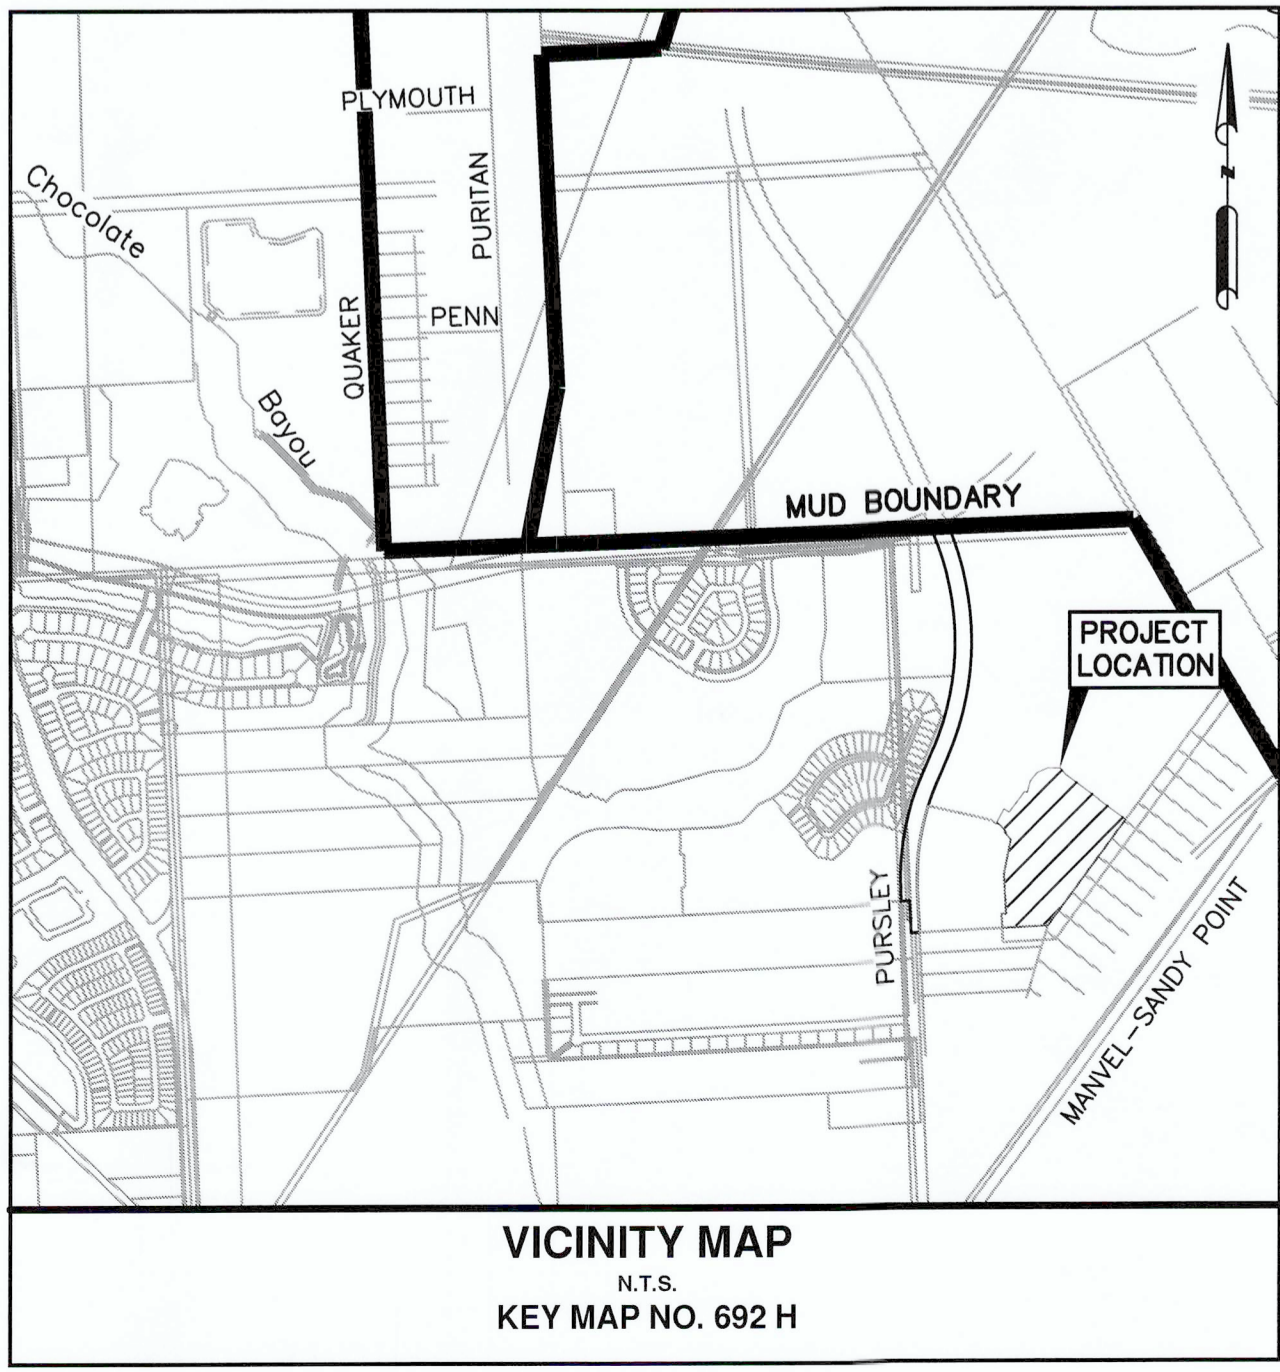 PLYMOUTH
Chocolate
PURITAN
N
QUAKER
PENN
Bayou
MUD BOUNDARY
PROJECT
LOCATION
PURSLEY
MANVEL-SANDY POINT
VICINITY MAP
N.T.S.
KEY MAP NO. 692 H